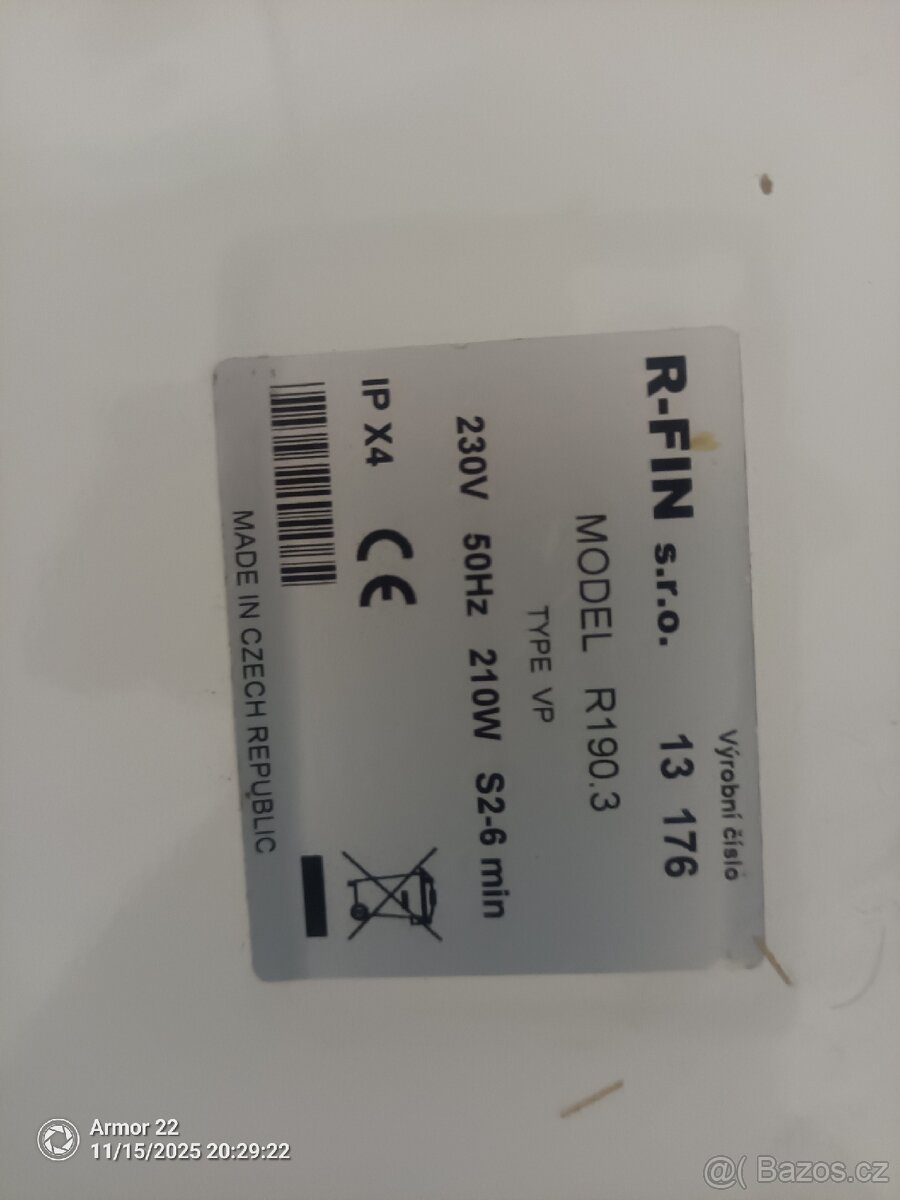 Výrobní číslo
R-FIN s.r.o. 13 176
MODEL R190.3
TYPE VP
230V 50Hz 210W S2-6 min
IP X4 CE
MADE IN CZECH REPUBLIC
Armor 22
11/15/2025 20:29:22
@( Bazos.cz